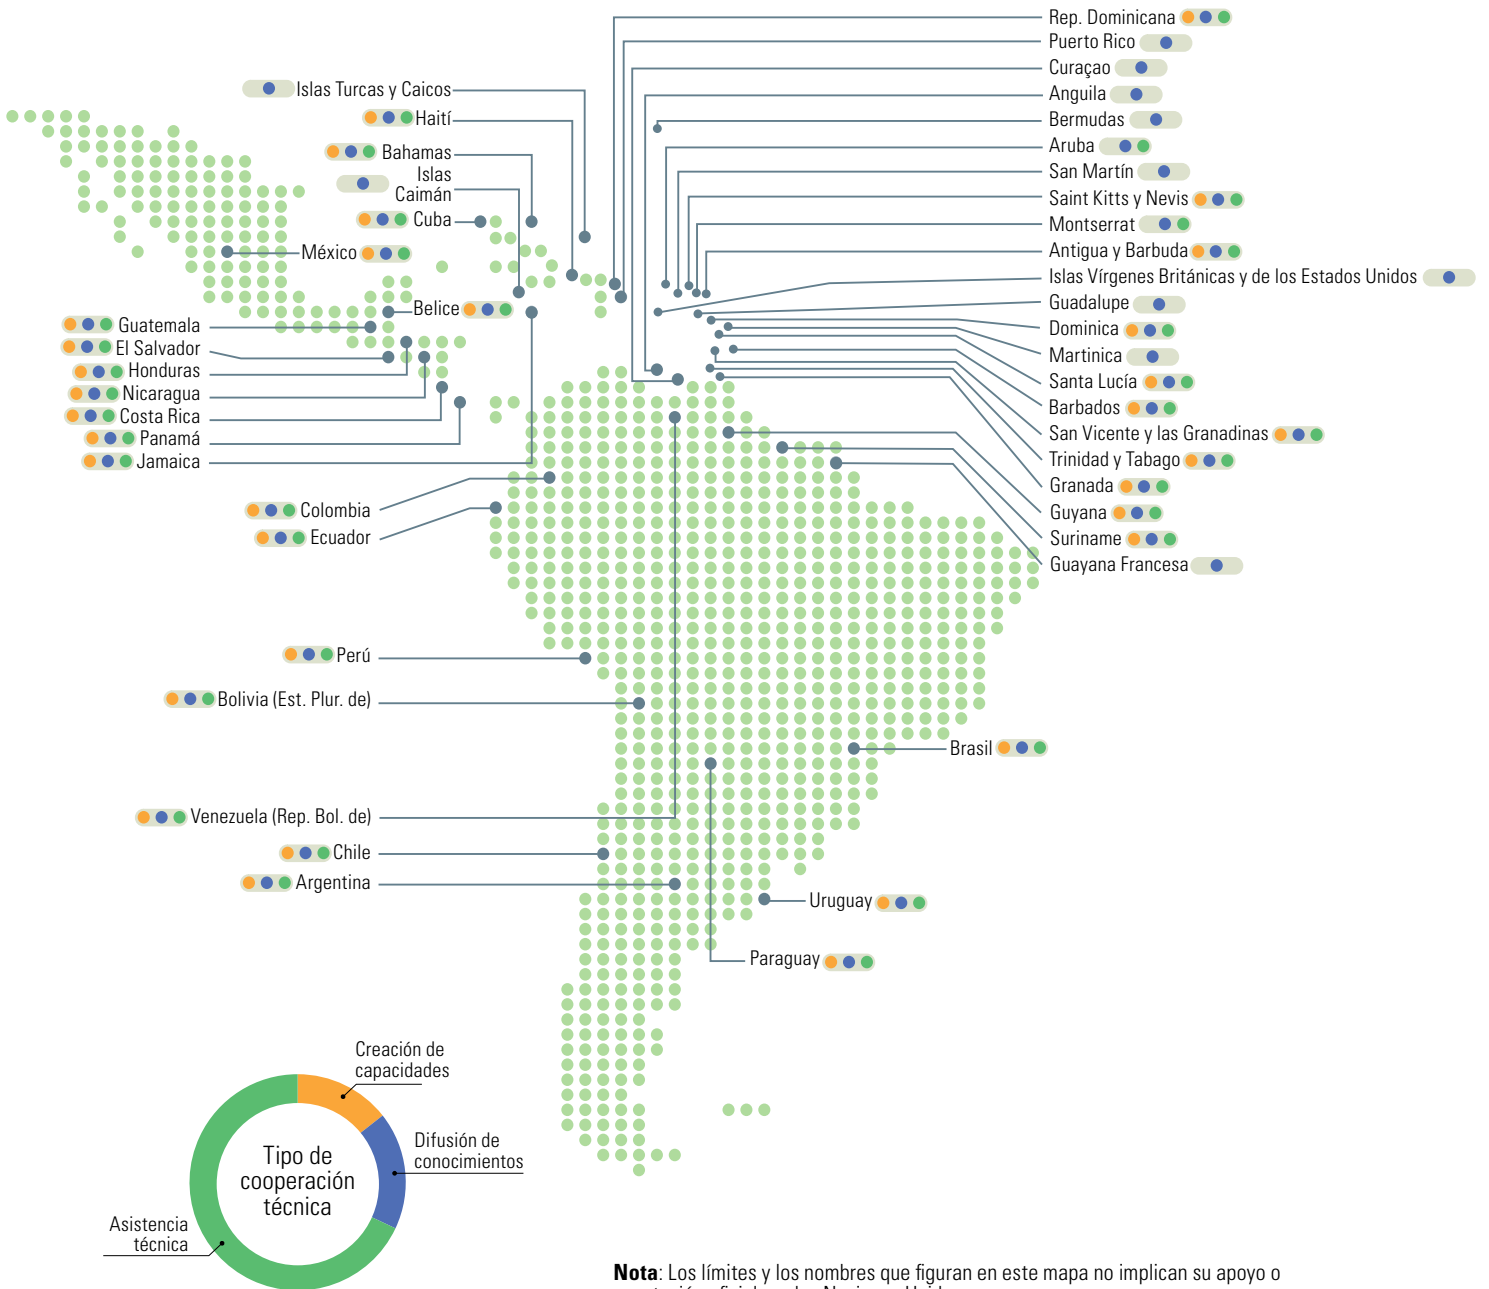 Rep. Dominicana
Puerto Rico
Curaçao
Anguila
Bermudas
Aruba
San Martín
Saint Kitts y Nevis
Montserrat
Antigua y Barbuda
Islas Vírgenes Británicas y de los Estados Unidos
Guadalupe
Dominica
Martinica
Santa Lucía
Barbados
San Vicente y las Granadinas
Trinidad y Tabago
Granada
Guyana
Suriname
Guayana Francesa
Islas Turcas y Caicos
Haití
Bahamas
Islas
Caimán
Cuba
México
Belice
Guatemala
El Salvador
Honduras
Nicaragua
Costa Rica
Panamá
Jamaica
Colombia
Ecuador
Perú
Bolivia (Est. Plur. de)
Brasil
Venezuela (Rep. Bol. de)
Chile
Argentina
Uruguay
Paraguay
Creación de
capacidades
Difusión de
conocimientos
Tipo de
cooperación
técnica
Asistencia
técnica
Nota: Los límites y los nombres que figuran en este mapa no implican su apoyo o